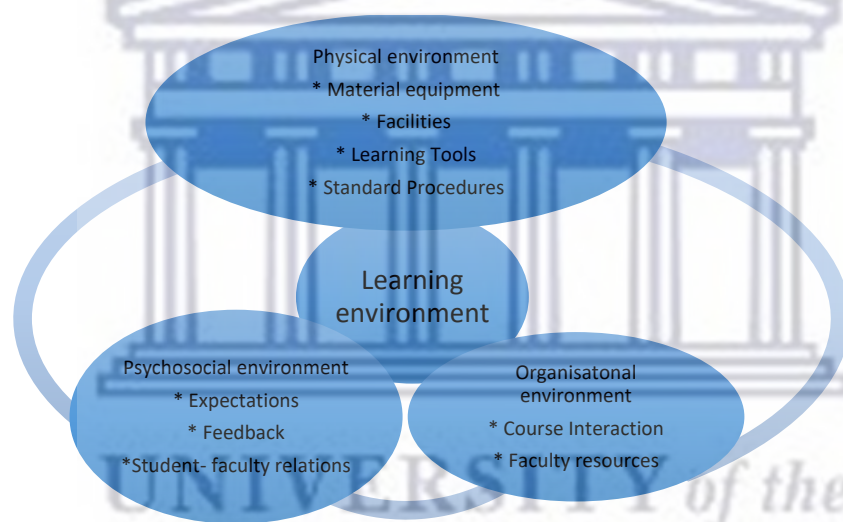 Physical environment
* Material equipment
* Facilities
* Learning Tools
* Standard Procedures
Learning
environment
Psychosocial environment
* Expectations
* Feedback
*Student- faculty relations
Organisatonal
environment
* Course Interaction
* Faculty resources
UNIVERSITY of the